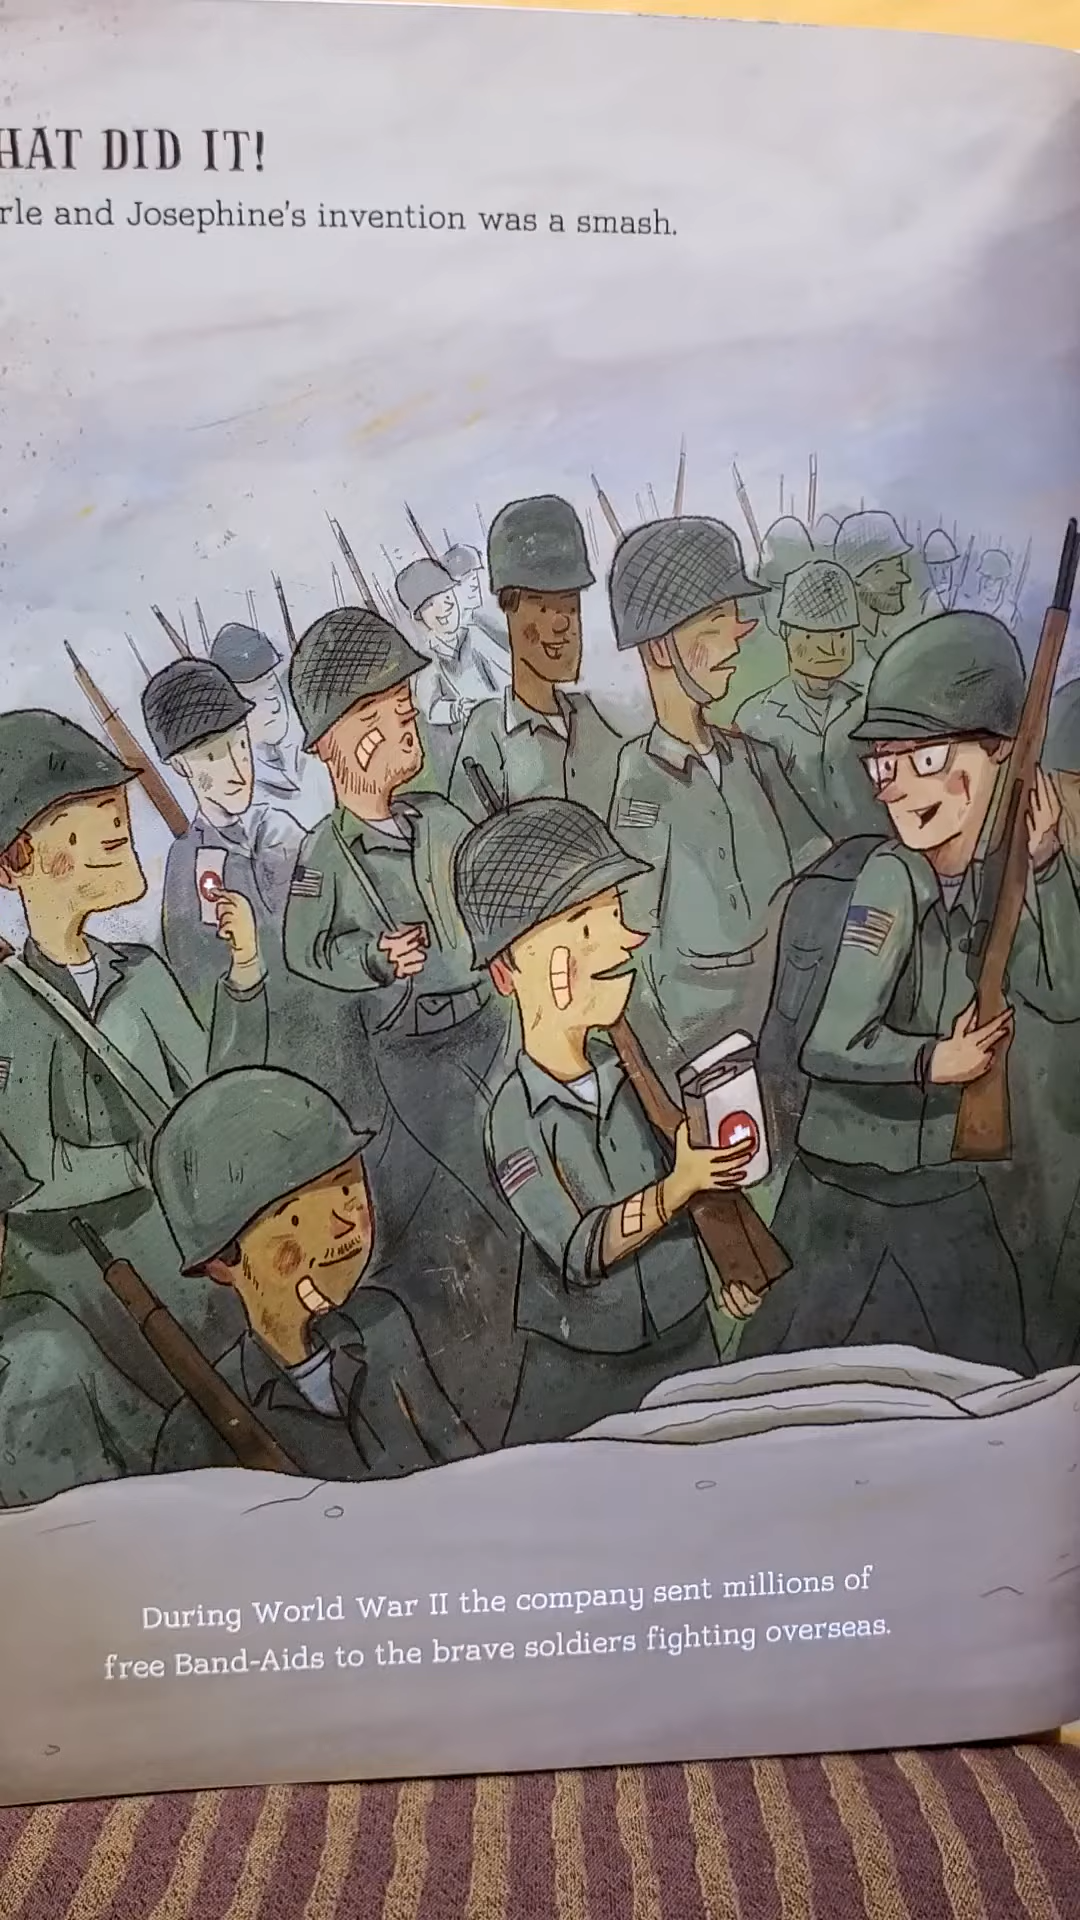 HAT DID IT!
rle and Josephine's invention was a smash.
During World War II the company sent millions of
free Band-Aids to the brave soldiers fighting overseas.